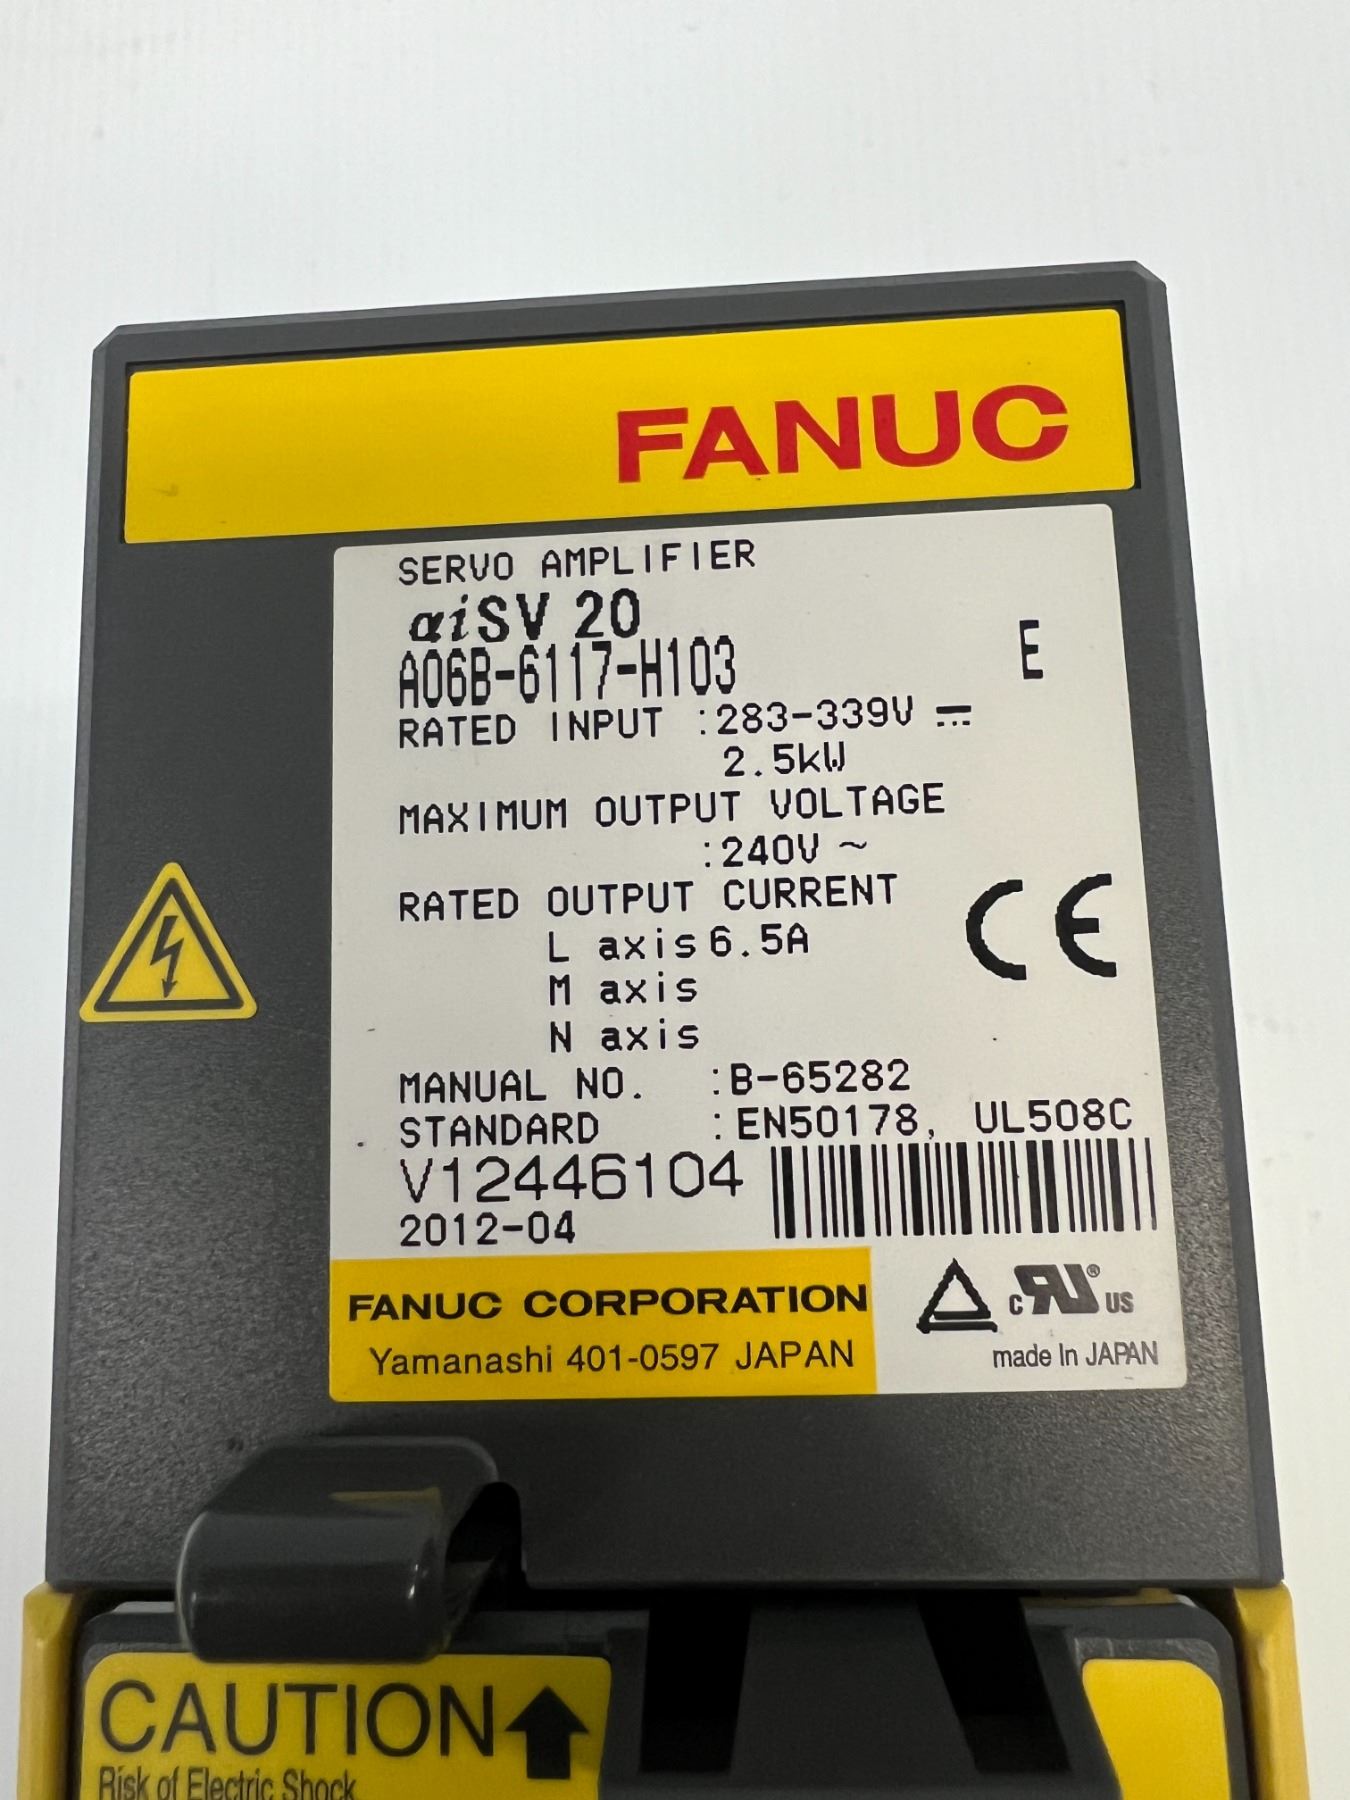 FANUC
SERVO AMPLIFIER
αiSV 20
A06B-6117-H103 E
RATED INPUT :283-339V ⎓
2.5kW
MAXIMUM OUTPUT VOLTAGE
:240V ~
RATED OUTPUT CURRENT
L axis 6.5A
M axis
N axis
CE
MANUAL NO. :B-65282
STANDARD :EN50178, UL508C
V12446104
2012-04
FANUC CORPORATION
Yamanashi 401-0597 JAPAN
c RU ® US
made In JAPAN
CAUTION
Risk of Electric Shock